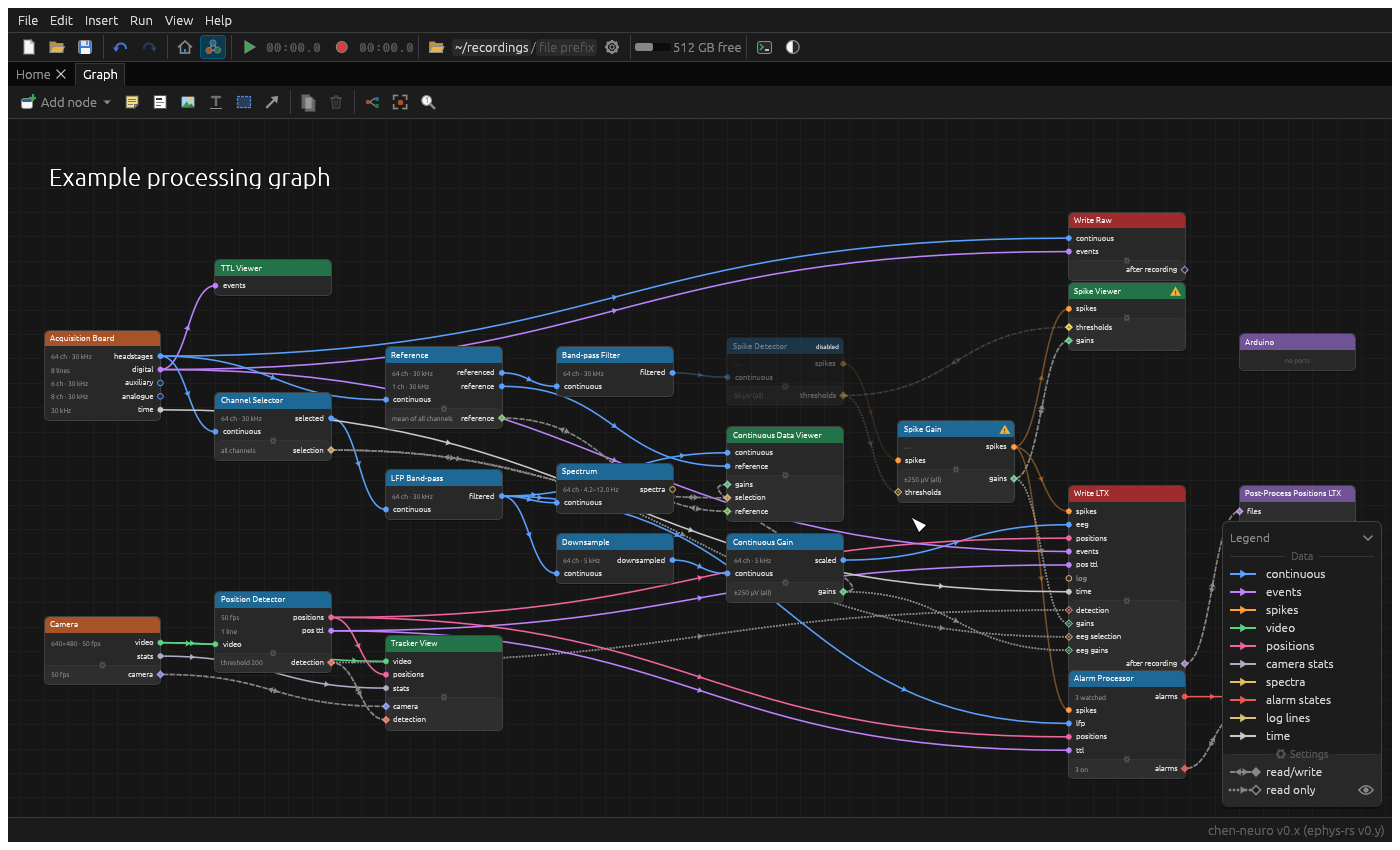 File Edit Insert Run View Help
00:00.0 00:00.0 ~/recordings/ file prefix 512 GB free
Home Graph
Add node
Example processing graph
Write Raw
continuous
events
after recording
TTL Viewer
events
Spike Viewer
spikes
thresholds
gains
Acquisition Board
64 ch · 30 kHz headstages
8 lines digital
6 ch · 30 kHz auxiliary
8 ch · 30 kHz analogue
30 kHz time
Reference
64 ch · 30 kHz referenced
1 ch · 30 kHz reference
continuous
mean of all channels reference
Band-pass Filter
64 ch · 30 kHz filtered
continuous
Spike Detector disabled
spikes
continuous
50 µV (all) thresholds
Arduino
no ports
Channel Selector
64 ch · 30 kHz selected
continuous
all channels selection
Continuous Data Viewer
continuous
reference
gains
selection
reference
Spike Gain
spikes
spikes
±250 µV (all) gains
thresholds
LFP Band-pass
64 ch · 30 kHz filtered
continuous
Spectrum
64 ch · 4.2–12.0 Hz spectra
continuous
Write LTX
spikes
eeg
positions
events
pos ttl
log
time
detection
gains
eeg selection
eeg gains
after recording
Post-Process Positions LTX
files
Downsample
64 ch · 5 kHz downsampled
continuous
Continuous Gain
64 ch · 5 kHz scaled
continuous
±250 µV (all) gains
Position Detector
50 fps positions
1 line pos ttl
video
threshold 200 detection
Camera
640×480 · 50 fps video
stats
50 fps camera
Tracker View
video
positions
stats
camera
detection
Alarm Processor
3 watched alarms
spikes
lfp
positions
ttl
3 on alarms
Legend
Data
continuous
events
spikes
video
positions
camera stats
spectra
alarm states
log lines
time
Settings
read/write
read only
chen-neuro v0.x (ephys-rs v0.y)